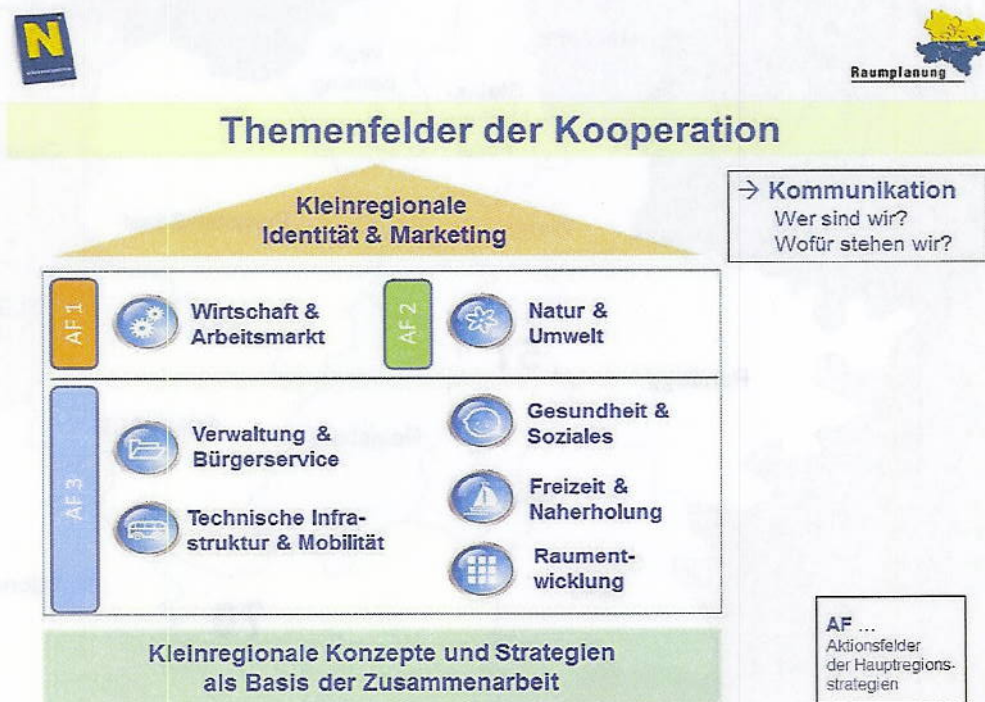 N
Raumplanung
Themenfelder der Kooperation
Kleinregionale
Identität & Marketing
→ Kommunikation
Wer sind wir?
Wofür stehen wir?
AF 1
Wirtschaft &
Arbeitsmarkt
AF 2
Natur &
Umwelt
AF 3
Verwaltung &
Bürgerservice
Technische Infra-
struktur & Mobilität
Gesundheit &
Soziales
Freizeit &
Naherholung
Raument-
wicklung
Kleinregionale Konzepte und Strategien
als Basis der Zusammenarbeit
AF ...
Aktionsfelder
der Hauptregions-
strategien